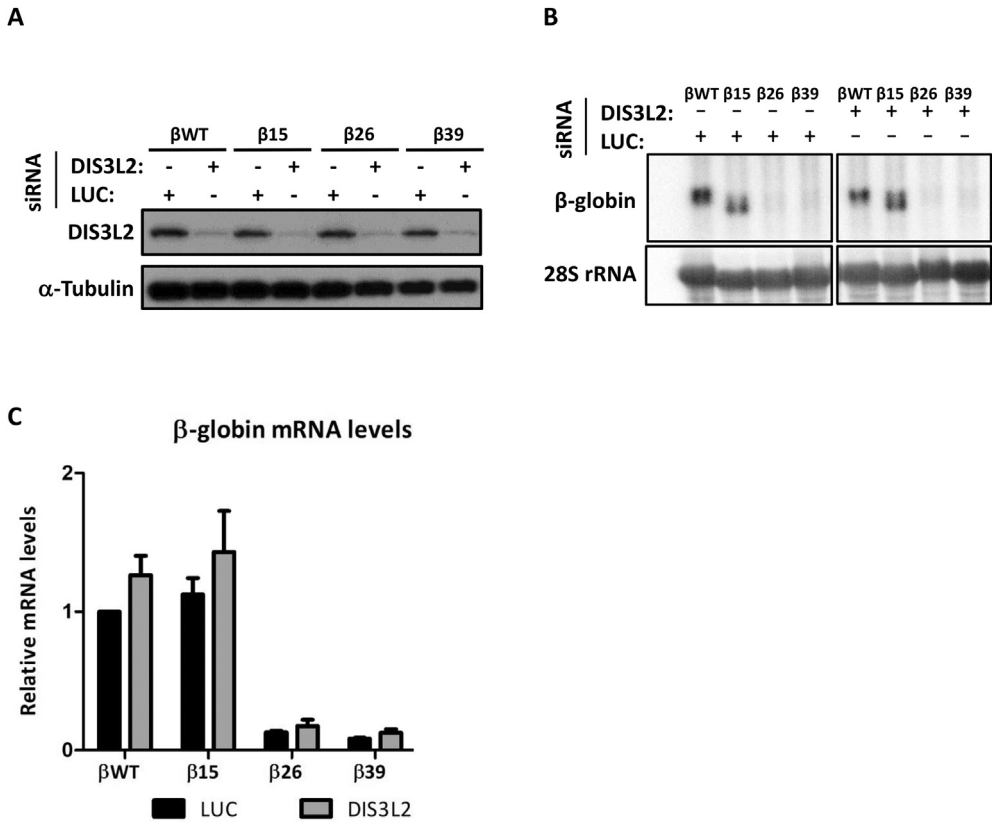 A
siRNA
βWT β15 β26 β39
DIS3L2: - + - + - + - +
LUC: + - + - + - + -
DIS3L2
α-Tubulin
B
siRNA
βWT β15 β26 β39 βWT β15 β26 β39
DIS3L2: – – – – + + + +
LUC: + + + + – – – –
β-globin
28S rRNA
C
β-globin mRNA levels
Relative mRNA levels
2
1
0
βWT β15 β26 β39
LUC DIS3L2